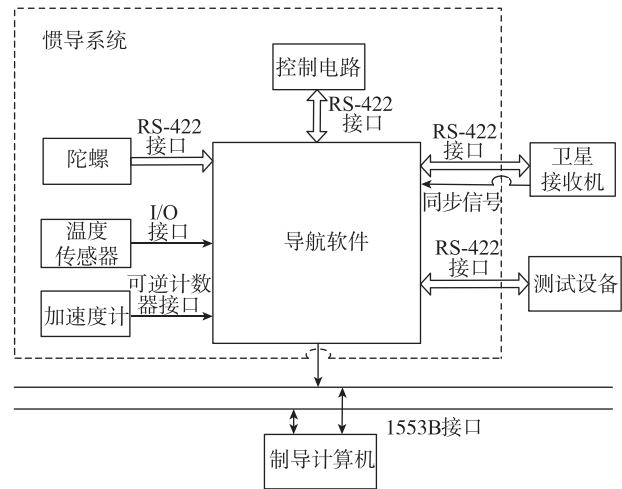 惯导系统
控制电路
RS-422
接口
RS-422
接口
陀螺
RS-422
接口
卫星
接收机
同步信号
I/O
接口
温度
传感器
导航软件
RS-422
接口
测试设备
可逆计数
器接口
加速度计
1553B接口
制导计算机